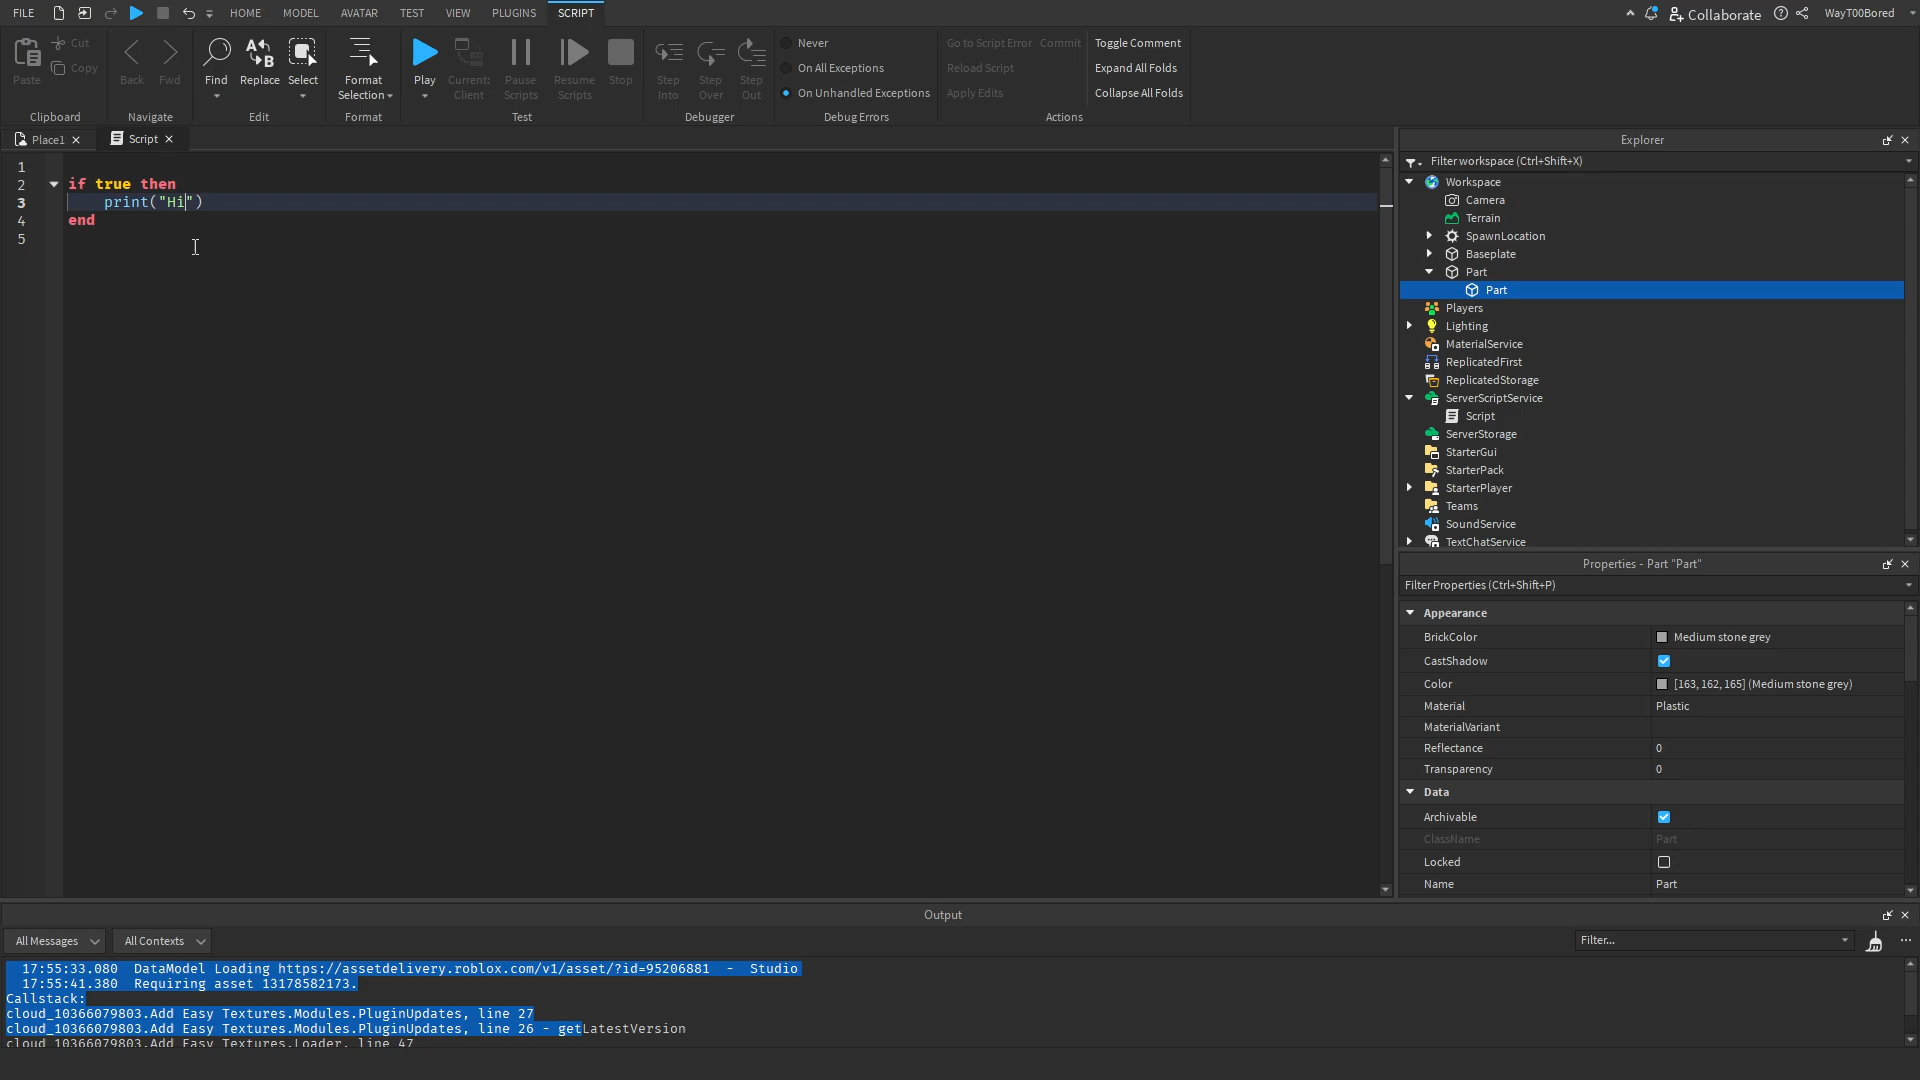 FILE HOME MODEL AVATAR TEST VIEW PLUGINS SCRIPT Collaborate WayT00Bored
Paste Cut Copy Back Fwd Find Replace Select Format Selection Play Current: Client Pause Scripts Resume Scripts Stop Step Into Step Over Step Out
Never
On All Exceptions
On Unhandled Exceptions
Go to Script Error Commit
Reload Script
Apply Edits
Toggle Comment
Expand All Folds
Collapse All Folds
Clipboard Navigate Edit Format Test Debugger Debug Errors Actions
Place1 Script
1
2 if true then
3 print("Hi")
4 end
5
Explorer
Filter workspace (Ctrl+Shift+X)
Workspace
Camera
Terrain
SpawnLocation
Baseplate
Part
Part
Players
Lighting
MaterialService
ReplicatedFirst
ReplicatedStorage
ServerScriptService
Script
ServerStorage
StarterGui
StarterPack
StarterPlayer
Teams
SoundService
TextChatService
Properties - Part "Part"
Filter Properties (Ctrl+Shift+P)
Appearance
BrickColor Medium stone grey
CastShadow
Color [163, 162, 165] (Medium stone grey)
Material Plastic
MaterialVariant
Reflectance 0
Transparency 0
Data
Archivable
ClassName Part
Locked
Name Part
Output
All Messages All Contexts Filter...
17:55:33.080 DataModel Loading https://assetdelivery.roblox.com/v1/asset/?id=95206881 - Studio
17:55:41.380 Requiring asset 13178582173.
Callstack:
cloud_10366079803.Add Easy Textures.Modules.PluginUpdates, line 27
cloud_10366079803.Add Easy Textures.Modules.PluginUpdates, line 26 - getLatestVersion
cloud_10366079803.Add Easy Textures.Loader, line 47